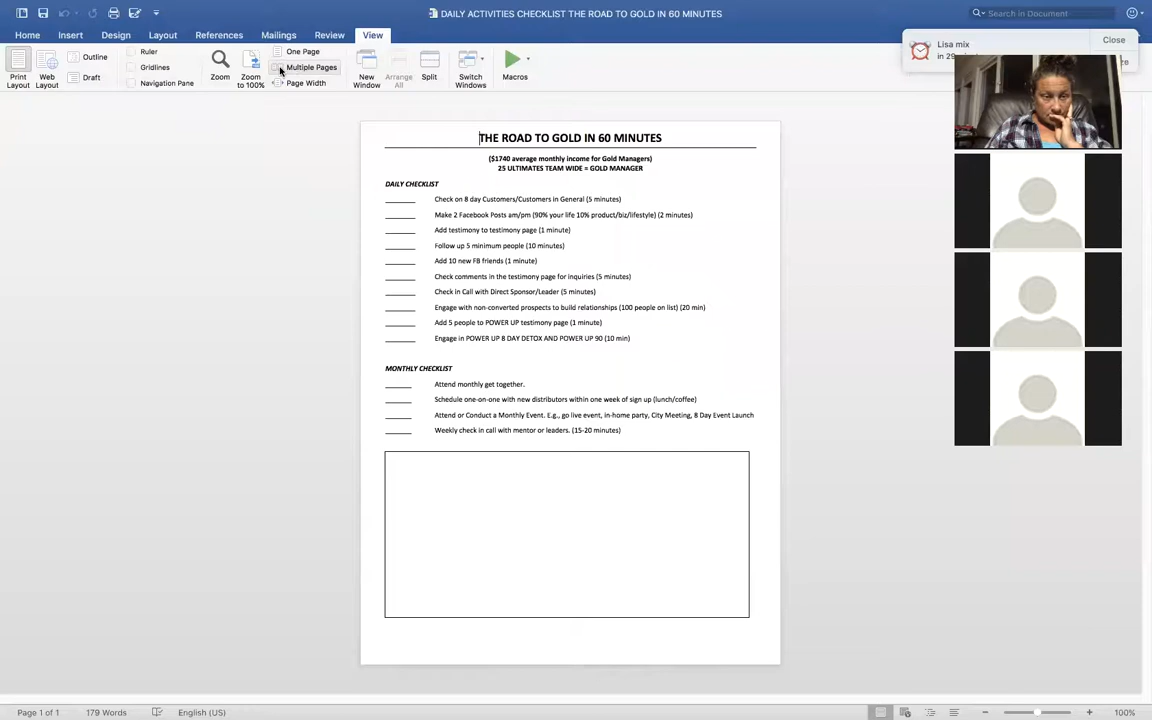 DAILY ACTIVITIES CHECKLIST THE ROAD TO GOLD IN 60 MINUTES
Search in Document
Home Insert Design Layout References Mailings Review View
Print Layout
Web Layout
Outline
Draft
Ruler
Gridlines
Navigation Pane
Zoom
Zoom to 100%
One Page
Multiple Pages
Page Width
New Window
Arrange All
Split
Switch Windows
Macros
Lisa mix
Close
THE ROAD TO GOLD IN 60 MINUTES
($1740 average monthly income for Gold Managers)
25 ULTIMATES TEAM WIDE = GOLD MANAGER
DAILY CHECKLIST
Check on 8 day Customers/Customers in General (5 minutes)
Make 2 Facebook Posts am/pm (90% your life 10% product/biz/lifestyle) (2 minutes)
Add testimony to testimony page (1 minute)
Follow up 5 minimum people (10 minutes)
Add 10 new FB friends (1 minute)
Check comments in the testimony page for inquiries (5 minutes)
Check in Call with Direct Sponsor/Leader (5 minutes)
Engage with non-converted prospects to build relationships (100 people on list) (20 min)
Add 5 people to POWER UP testimony page (1 minute)
Engage in POWER UP 8 DAY DETOX AND POWER UP 90 (10 min)
MONTHLY CHECKLIST
Attend monthly get together.
Schedule one-on-one with new distributors within one week of sign up (lunch/coffee)
Attend or Conduct a Monthly Event. E.g., go live event, in-home party, City Meeting, 8 Day Event Launch
Weekly check in call with mentor or leaders. (15-20 minutes)
Page 1 of 1 179 Words English (US) 100%